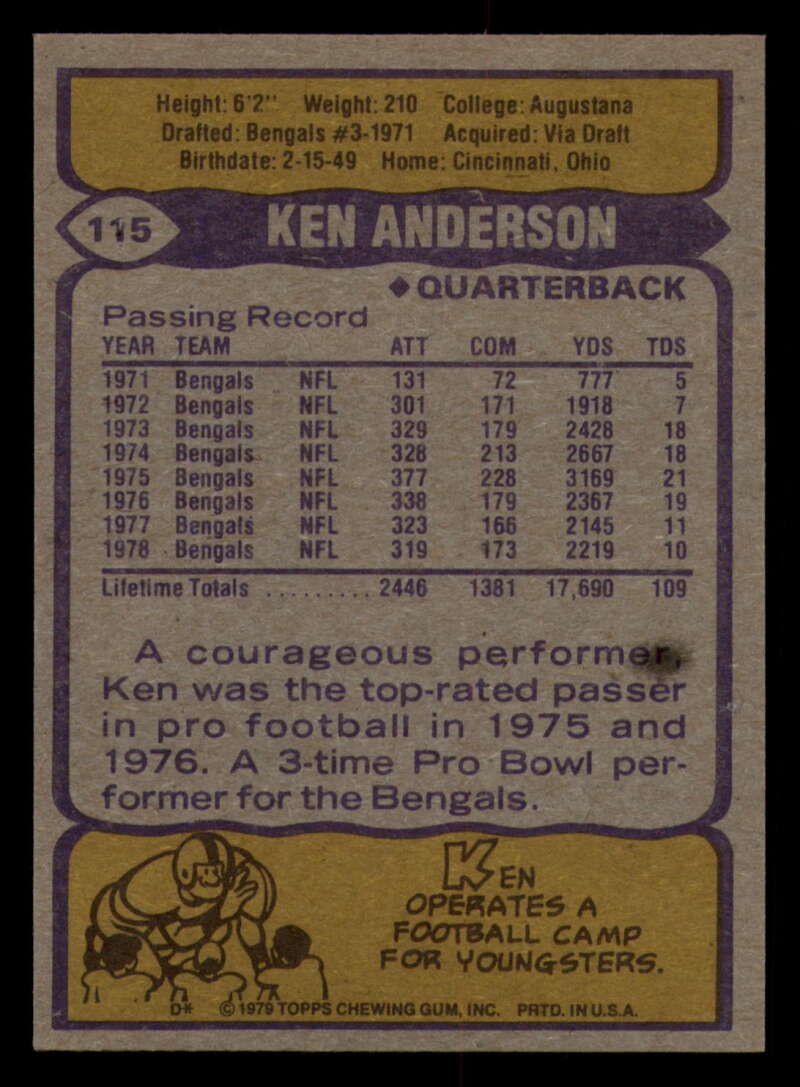 Height: 6'2" Weight: 210 College: Augustana
Drafted: Bengals #3-1971 Acquired: Via Draft
Birthdate: 2-15-49 Home: Cincinnati, Ohio
115 KEN ANDERSON
◆ QUARTERBACK
Passing Record
YEAR TEAM ATT COM YDS TDS
1971 Bengals NFL 131 72 777 5
1972 Bengals NFL 301 171 1918 7
1973 Bengals NFL 329 179 2428 18
1974 Bengals NFL 328 213 2667 18
1975 Bengals NFL 377 228 3169 21
1976 Bengals NFL 338 179 2367 19
1977 Bengals NFL 323 166 2145 11
1978 Bengals NFL 319 173 2219 10
Lifetime Totals ......... 2446 1381 17,690 109
A courageous performer,
Ken was the top-rated passer
in pro football in 1975 and
1976. A 3-time Pro Bowl per-
former for the Bengals.
KEN
OPERATES A
FOOTBALL CAMP
FOR YOUNGSTERS.
D* © 1979 TOPPS CHEWING GUM, INC. PRTD. IN U.S.A.